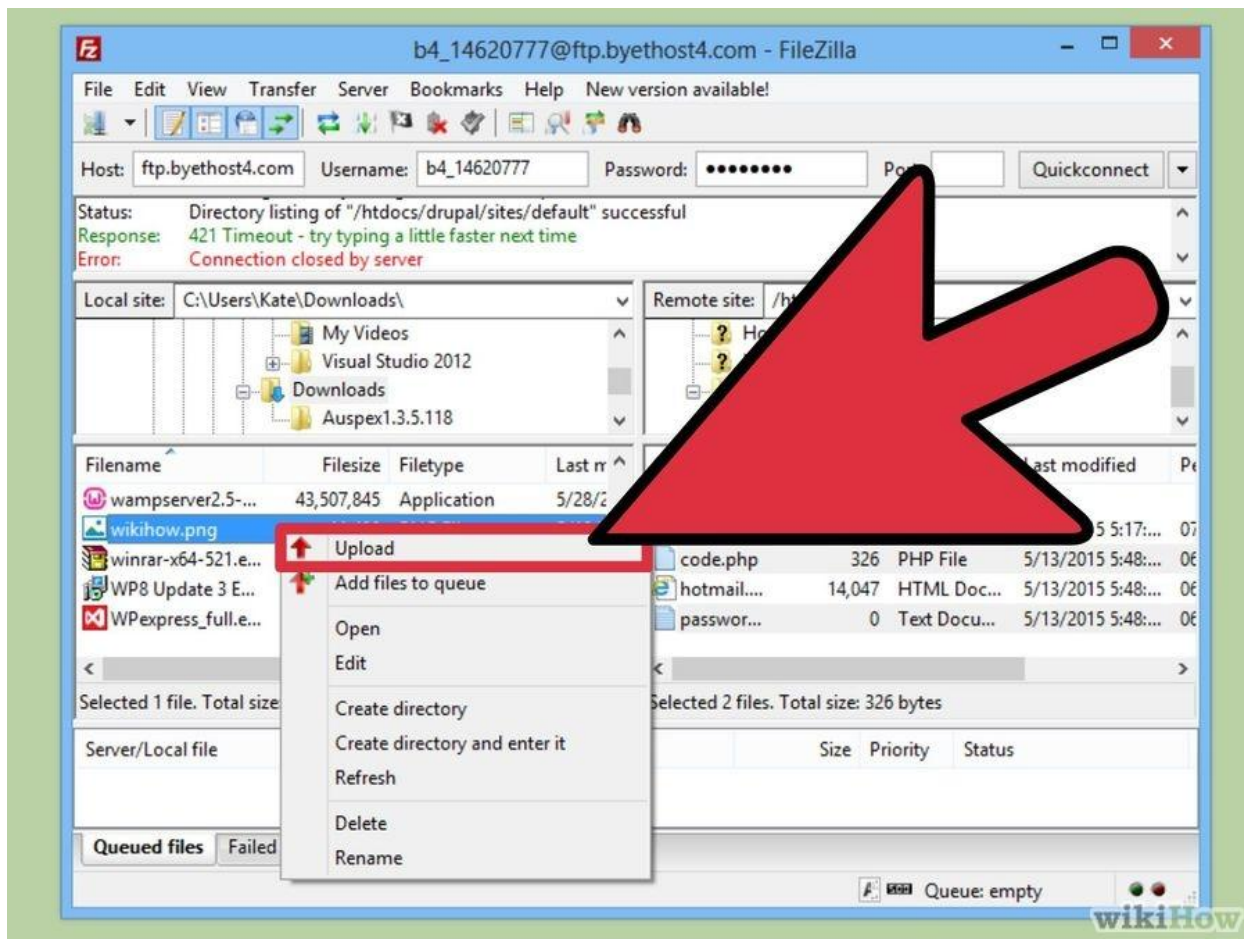 Fz b4_14620777@ftp.byethost4.com - FileZilla
File Edit View Transfer Server Bookmarks Help New version available!
Host: ftp.byethost4.com Username: b4_14620777 Password: •••••••• Quickconnect
Status: Directory listing of "/htdocs/drupal/sites/default" successful
Response: 421 Timeout - try typing a little faster next time
Error: Connection closed by server
Local site: C:\Users\Kate\Downloads\ Remote site:
My Videos
Visual Studio 2012
Downloads
Auspex1.3.5.118
Filename Filesize Filetype Last modified
wampserver2.5-... 43,507,845 Application
wikihow.png 5:17:...
Upload
winrar-x64-521.e... code.php 326 PHP File 5/13/2015 5:48:...
Add files to queue
WP8 Update 3 E... hotmail.... 14,047 HTML Doc... 5/13/2015 5:48:...
WPexpress_full.e... passwor... 0 Text Docu... 5/13/2015 5:48:...
Open
Edit
Selected 1 file. Total size Selected 2 files. Total size: 326 bytes
Create directory
Server/Local file Size Priority Status
Create directory and enter it
Refresh
Delete
Queued files Failed
Rename
Queue: empty
wikiHow